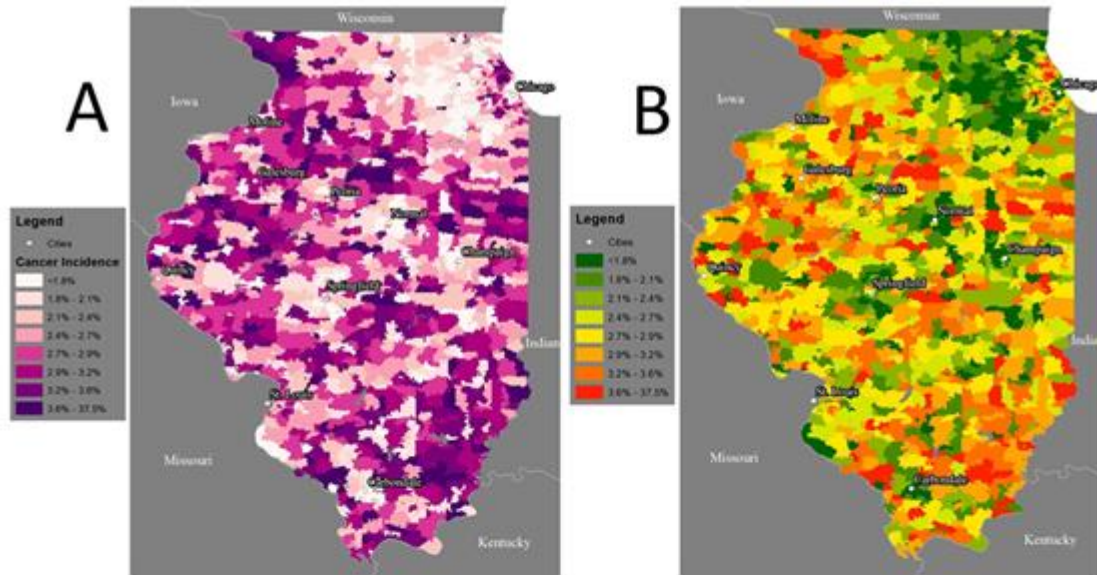 A
Wisconsin
Chicago
Iowa
Moline
Galesburg
Peoria
Normal
Champaign
Quincy
Springfield
Indian
St. Louis
Missouri
Carbondale
Kentucky
Legend
Cities
Cancer Incidence
<1.8%
1.8% - 2.1%
2.1% - 2.4%
2.4% - 2.7%
2.7% - 2.9%
2.9% - 3.2%
3.2% - 3.6%
3.6% - 37.5%
B
Wisconsin
Chicago
Iowa
Moline
Galesburg
Peoria
Normal
Champaign
Quincy
Springfield
Indian
St. Louis
Missouri
Carbondale
Kentucky
Legend
Cities
<1.8%
1.8% - 2.1%
2.1% - 2.4%
2.4% - 2.7%
2.7% - 2.9%
2.9% - 3.2%
3.2% - 3.6%
3.6% - 37.5%